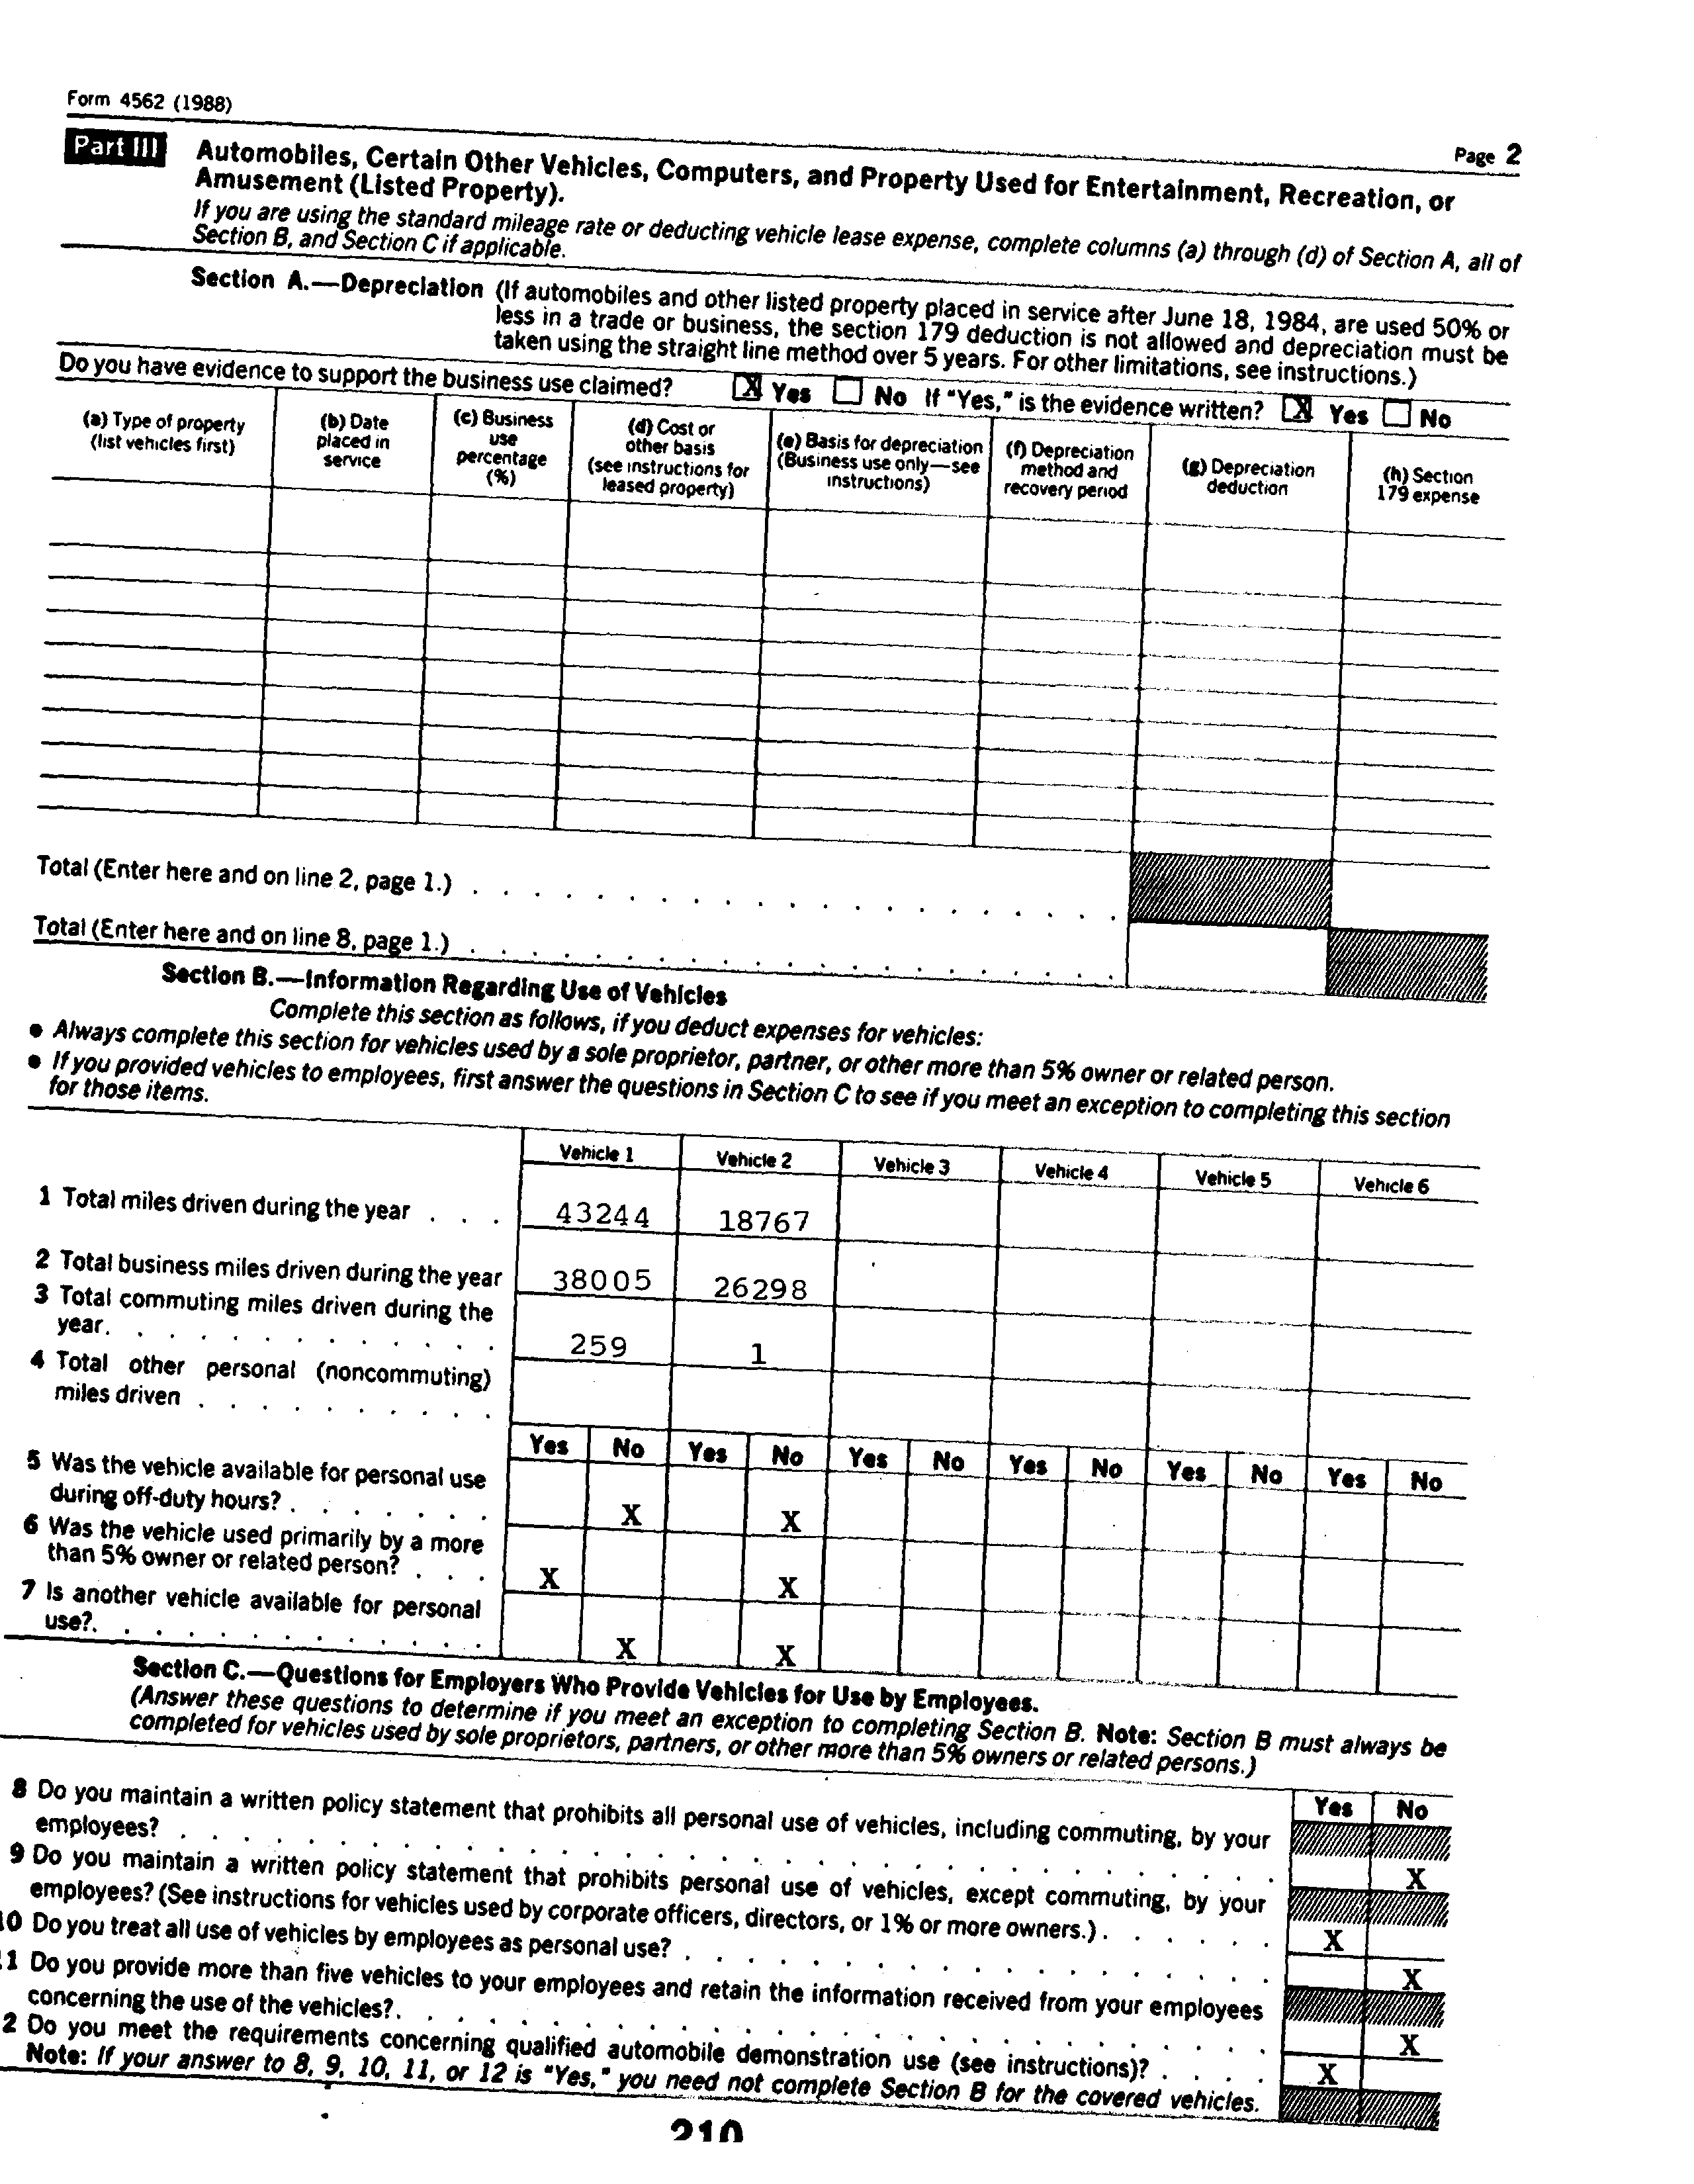 Form 4562 (1988)
Page 2
Part III Automobiles, Certain Other Vehicles, Computers, and Property Used for Entertainment, Recreation, or
Amusement (Listed Property).
If you are using the standard mileage rate or deducting vehicle lease expense, complete columns (a) through (d) of Section A, all of
Section B, and Section C if applicable.
Section A.—Depreciation (If automobiles and other listed property placed in service after June 18, 1984, are used 50% or
less in a trade or business, the section 179 deduction is not allowed and depreciation must be
taken using the straight line method over 5 years. For other limitations, see instructions.)
Do you have evidence to support the business use claimed? X Yes No If "Yes," is the evidence written? X Yes No
(a) Type of property
(list vehicles first)
(b) Date
placed in
service
(c) Business
use
percentage
(%)
(d) Cost or
other basis
(see instructions for
leased property)
(e) Basis for depreciation
(Business use only—see
instructions)
(f) Depreciation
method and
recovery period
(g) Depreciation
deduction
(h) Section
179 expense
Total (Enter here and on line 2, page 1.) . . . . . . . . . . . . . . . . . . . . .
Total (Enter here and on line 8, page 1.) . . . . . . . . . . . . . . . . . . . . .
Section B.—Information Regarding Use of Vehicles
Complete this section as follows, if you deduct expenses for vehicles:
● Always complete this section for vehicles used by a sole proprietor, partner, or other more than 5% owner or related person.
● If you provided vehicles to employees, first answer the questions in Section C to see if you meet an exception to completing this section
for those items.
Vehicle 1 Vehicle 2 Vehicle 3 Vehicle 4 Vehicle 5 Vehicle 6
1 Total miles driven during the year . . . 43244 18767
2 Total business miles driven during the year 38005 26298
3 Total commuting miles driven during the
year. . . . . . . . . . . . . 259 1
4 Total other personal (noncommuting)
miles driven . . . . . . . . . .
Yes No Yes No Yes No Yes No Yes No Yes No
5 Was the vehicle available for personal use
during off-duty hours? . . . . . . . X X
6 Was the vehicle used primarily by a more
than 5% owner or related person? . . . X X
7 Is another vehicle available for personal
use?. . . . . . . . . . . . . X X
Section C.—Questions for Employers Who Provide Vehicles for Use by Employees.
(Answer these questions to determine if you meet an exception to completing Section B. Note: Section B must always be
completed for vehicles used by sole proprietors, partners, or other more than 5% owners or related persons.)
Yes No
8 Do you maintain a written policy statement that prohibits all personal use of vehicles, including commuting, by your
employees? . . . . . . . . . . . . . . . . . . . . . . . . . . . . . . . . . . X
9 Do you maintain a written policy statement that prohibits personal use of vehicles, except commuting, by your
employees? (See instructions for vehicles used by corporate officers, directors, or 1% or more owners.) . . . . . . X
10 Do you treat all use of vehicles by employees as personal use? . . . . . . . . . . . . . . . . . . . X
11 Do you provide more than five vehicles to your employees and retain the information received from your employees
concerning the use of the vehicles?. . . . . . . . . . . . . . . . . . . . . . . . . . . . X
2 Do you meet the requirements concerning qualified automobile demonstration use (see instructions)? . . . . X
Note: If your answer to 8, 9, 10, 11, or 12 is "Yes," you need not complete Section B for the covered vehicles.
210